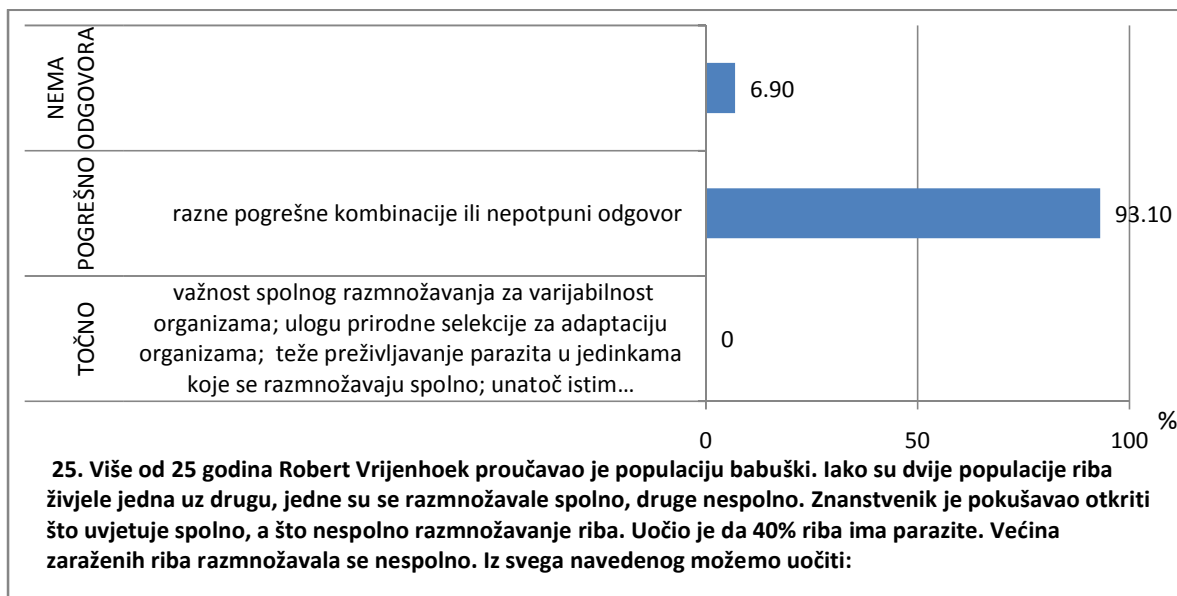 NEMA
ODGOVORA
6.90
POGREŠNO
razne pogrešne kombinacije ili nepotpuni odgovor
93.10
TOČNO
važnost spolnog razmnožavanja za varijabilnost
organizama; ulogu prirodne selekcije za adaptaciju
organizama; teže preživljavanje parazita u jedinkama
koje se razmnožavaju spolno; unatoč istim…
0
0
50
100
%
25. Više od 25 godina Robert Vrijenhoek proučavao je populaciju babuški. Iako su dvije populacije riba
živjele jedna uz drugu, jedne su se razmnožavale spolno, druge nespolno. Znanstvenik je pokušavao otkriti
što uvjetuje spolno, a što nespolno razmnožavanje riba. Uočio je da 40% riba ima parazite. Većina
zaraženih riba razmnožavala se nespolno. Iz svega navedenog možemo uočiti: